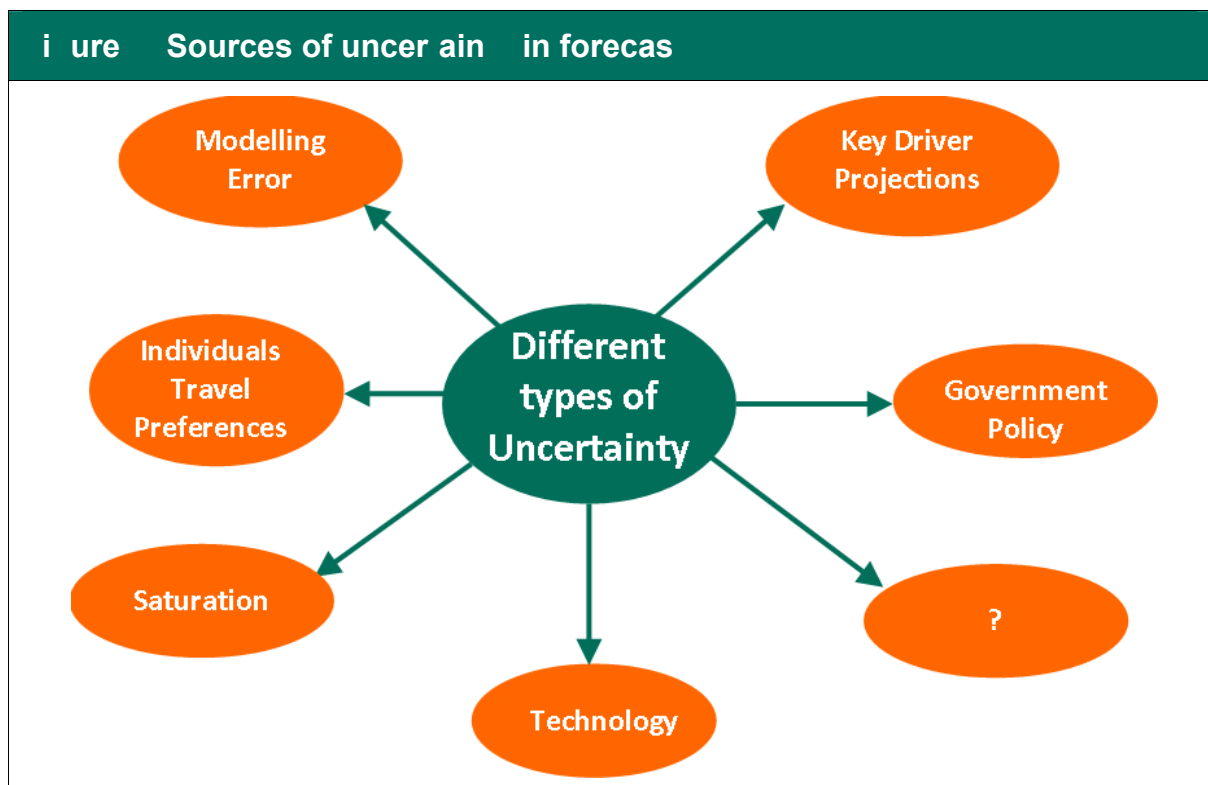 i ure Sources of uncer ain in forecas
Modelling
Error
Key Driver
Projections
Different
types of
Uncertainty
Individuals
Travel
Preferences
Government
Policy
Saturation
?
Technology